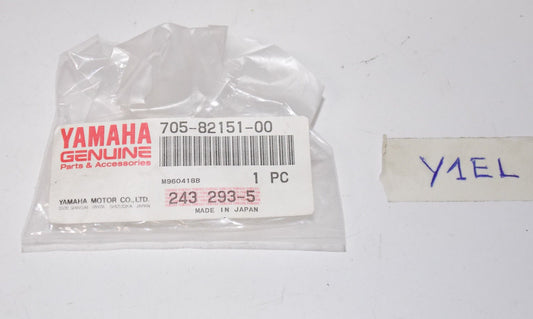 YAMAHA
GENUINE
Parts & Accessories
705-82151-00
M960418B
1 PC
YAMAHA MOTOR CO.,LTD.
243 293-5
MADE IN JAPAN
Y1EL